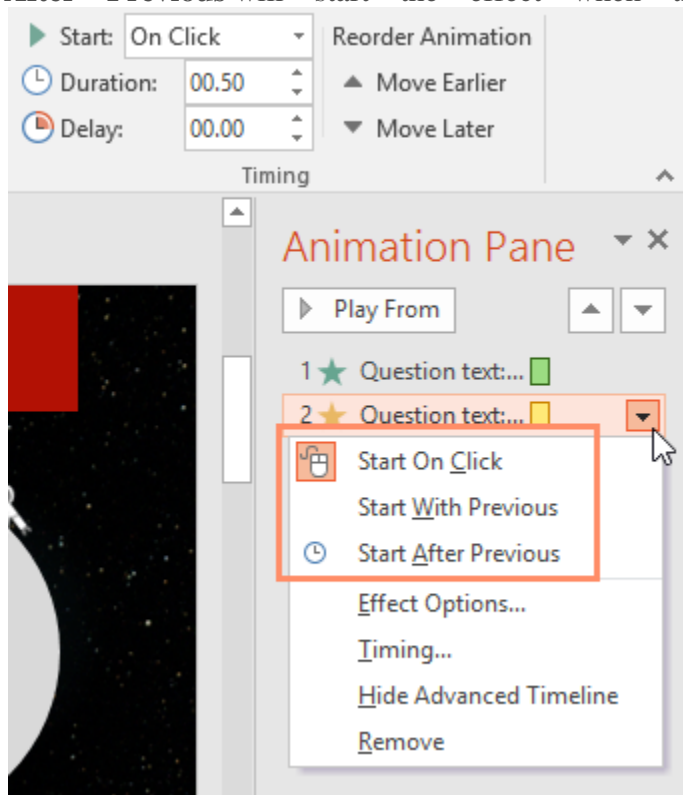 Start: On Click Reorder Animation
Duration: 00.50 Move Earlier
Delay: 00.00 Move Later
Timing
Animation Pane
Play From
1 Question text:...
2 Question text:...
Start On Click
Start With Previous
Start After Previous
Effect Options...
Timing...
Hide Advanced Timeline
Remove